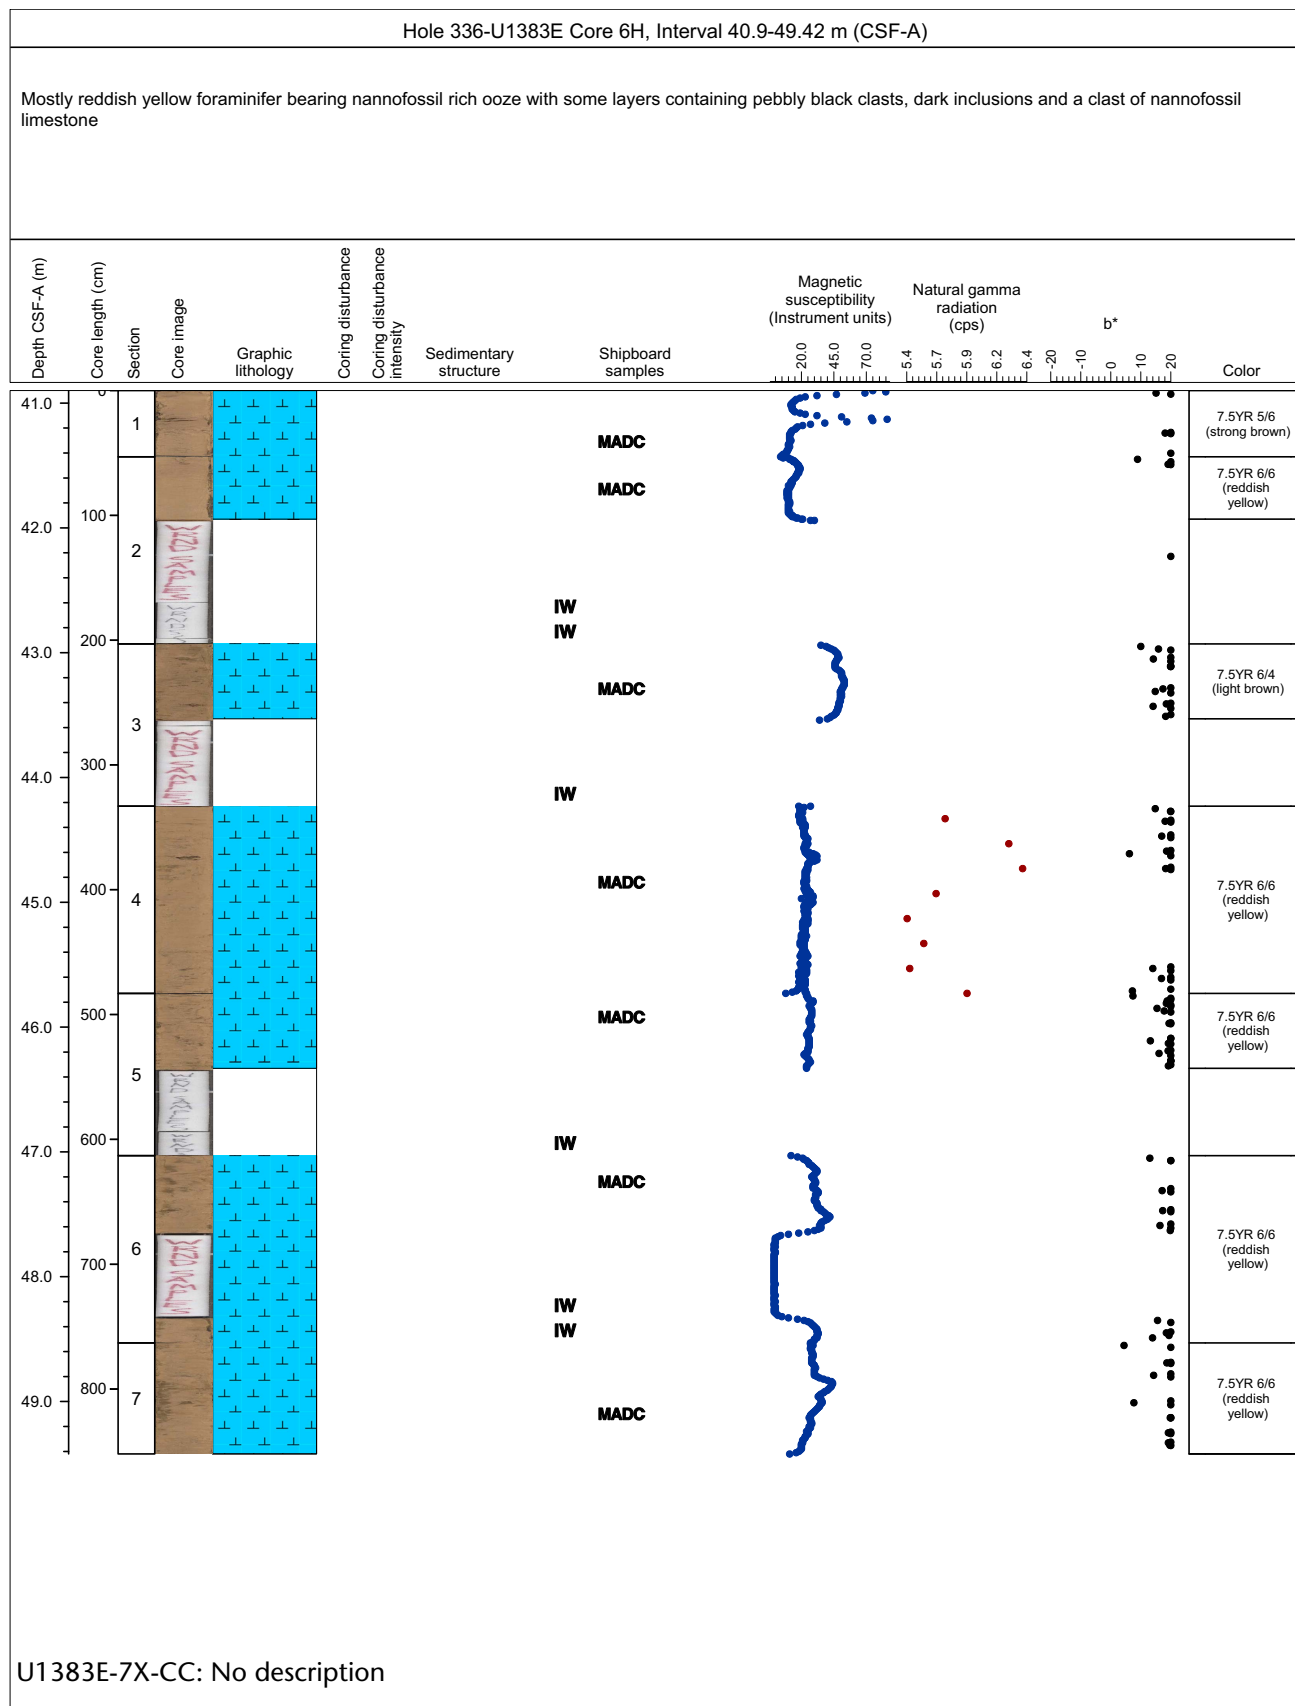 Hole 336-U1383E Core 6H, Interval 40.9-49.42 m (CSF-A)
Mostly reddish yellow foraminifer bearing nannofossil rich ooze with some layers containing pebbly black clasts, dark inclusions and a clast of nannofossil
limestone
Depth CSF-A (m)
Core length (cm)
Section
Core image
Graphic
lithology
Coring disturbance
Coring disturbance
intensity
Sedimentary
structure
Shipboard
samples
Magnetic
susceptibility
(Instrument units)
20.0 45.0 70.0
Natural gamma
radiation
(cps)
5.4 5.7 5.9 6.2 6.4
b*
-20 -10 0 10 20
Color
0
41.0
1
7.5YR 5/6
(strong brown)
MADC
7.5YR 6/6
(reddish
yellow)
MADC
100
42.0
2
IW
IW
200
43.0
7.5YR 6/4
(light brown)
MADC
3
300
44.0
IW
MADC
400
45.0
4
7.5YR 6/6
(reddish
yellow)
500
MADC
46.0
7.5YR 6/6
(reddish
yellow)
5
600
IW
47.0
MADC
6
7.5YR 6/6
(reddish
yellow)
700
48.0
IW
IW
800
49.0
7
7.5YR 6/6
(reddish
yellow)
MADC
U1383E-7X-CC: No description